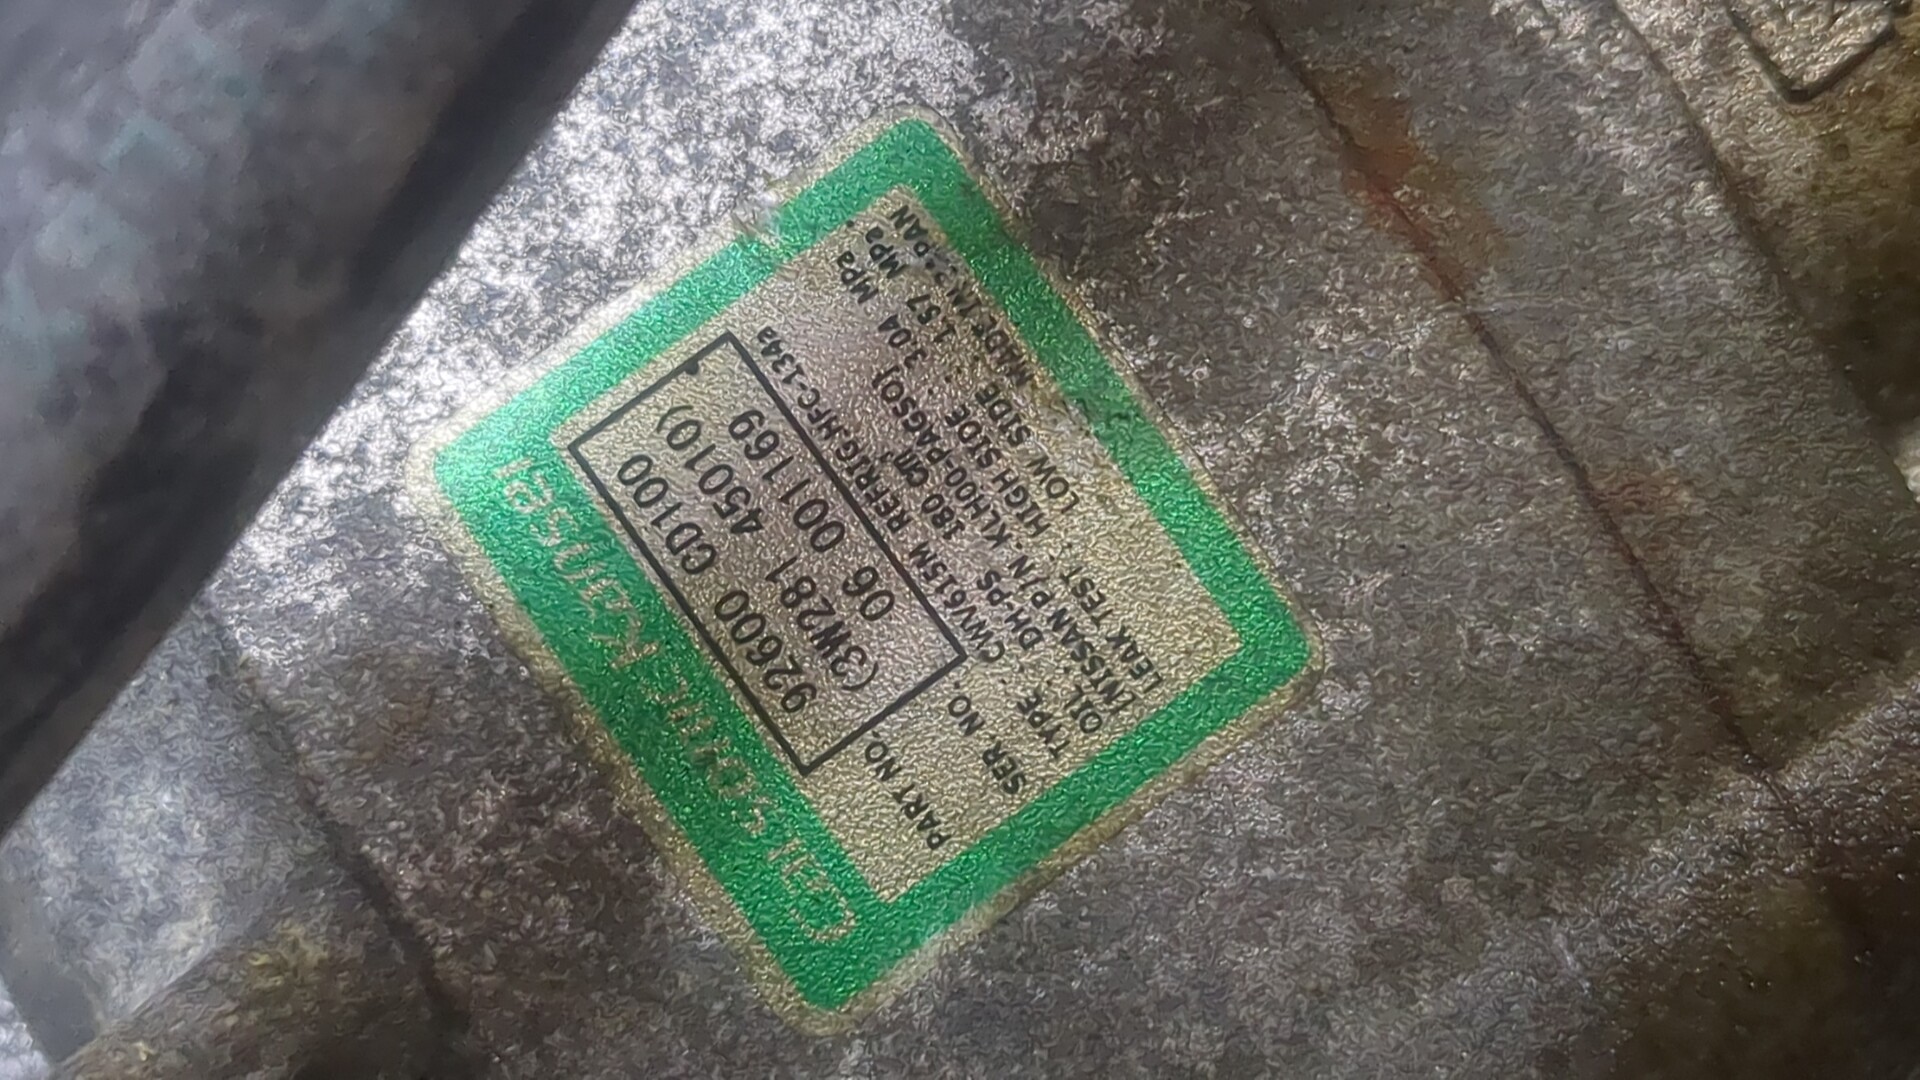 Calsonic Kansei
92600 CD100
(3W281 45010)
PART NO.
06 001169
SER. NO.
TYPE : CWV615M REFRIG.HFC-134a
OIL : DH-PS 180 cm³
[NISSAN P/N. KLH00-PAGS0]
LEAK TEST : HIGH SIDE : 3.04 MPa
LOW SIDE : 1.57 MPa
MADE IN JAPAN